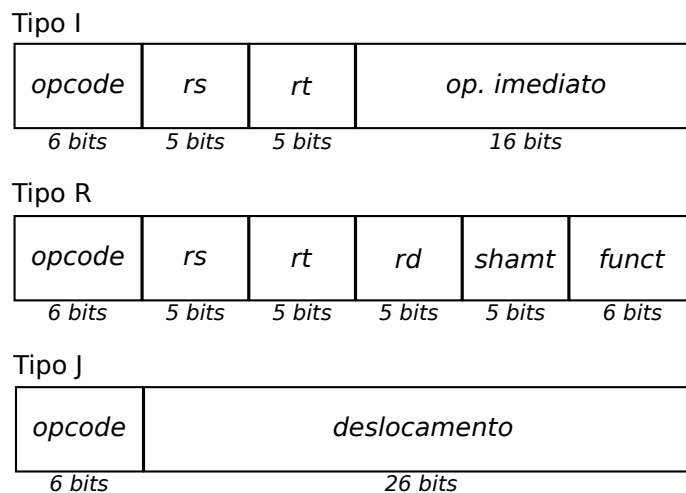 Tipo I
opcode rs rt op. imediato
6 bits 5 bits 5 bits 16 bits
Tipo R
opcode rs rt rd shamt funct
6 bits 5 bits 5 bits 5 bits 5 bits 6 bits
Tipo J
opcode deslocamento
6 bits 26 bits